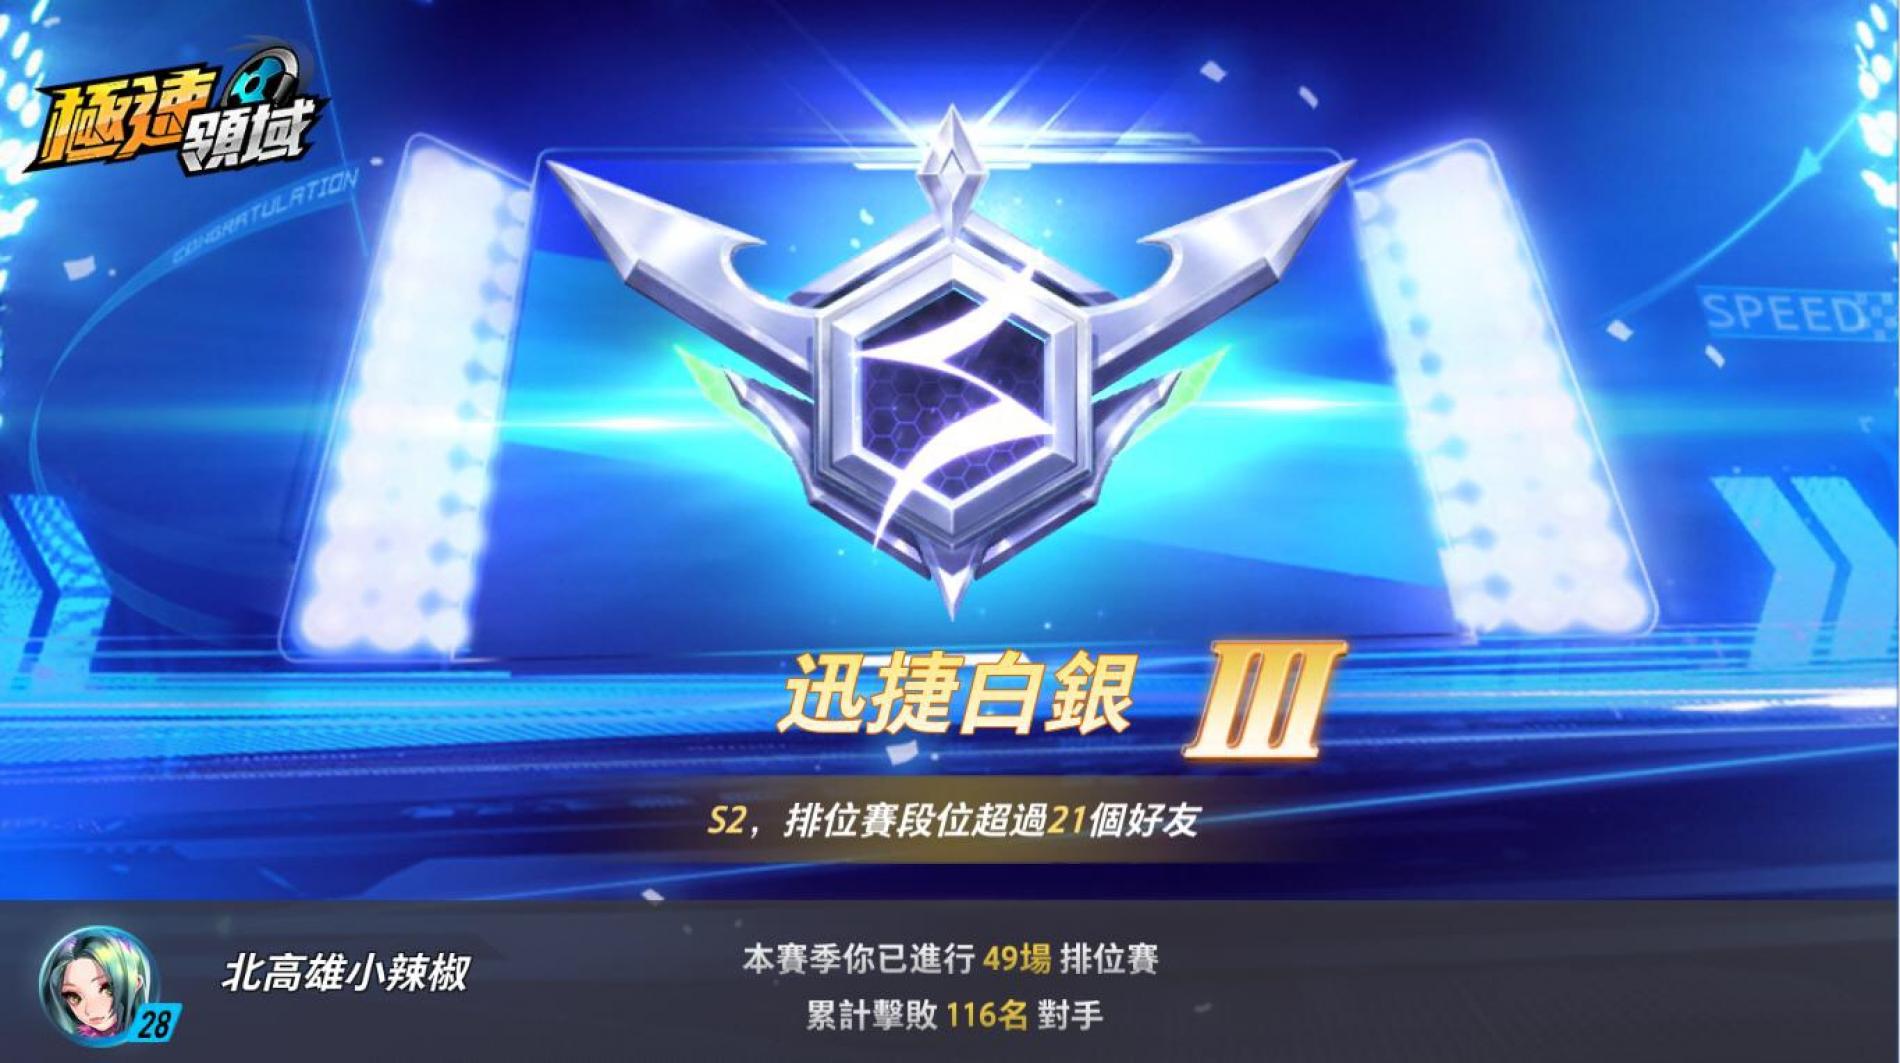 極速領域
CONGRATULATION
SPEED
迅捷白銀 III
S2，排位賽段位超過21個好友
北高雄小辣椒
28
本賽季你已進行 49場 排位賽
累計擊敗 116名 對手